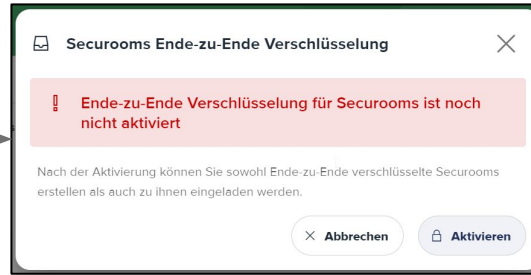 Securooms Ende-zu-Ende Verschlüsselung
Ende-zu-Ende Verschlüsselung für Securooms ist noch
nicht aktiviert
Nach der Aktivierung können Sie sowohl Ende-zu-Ende verschlüsselte Securooms
erstellen als auch zu ihnen eingeladen werden.
Abbrechen
Aktivieren